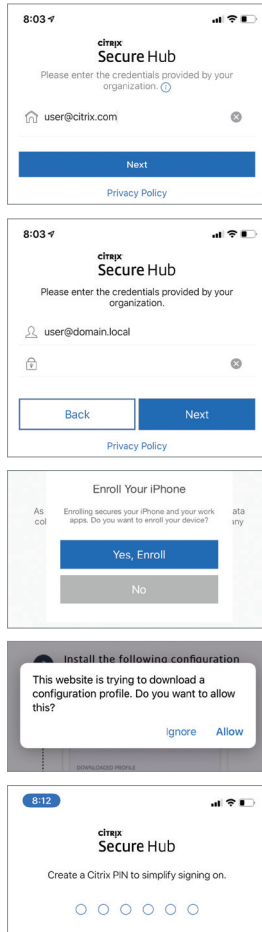 8:03
citrix
Secure Hub
Please enter the credentials provided by your
organization.
user@citrix.com
Next
Privacy Policy
8:03
citrix
Secure Hub
Please enter the credentials provided by your
organization.
user@domain.local
Back Next
Privacy Policy
Enroll Your iPhone
As Enrolling secures your iPhone and your work ata
col apps. Do you want to enroll your device? any
Yes, Enroll
No
Install the following configuration
This website is trying to download a
configuration profile. Do you want to allow
this?
Ignore Allow
DOWNLOADED PROFILE
8:12
citrix
Secure Hub
Create a Citrix PIN to simplify signing on.